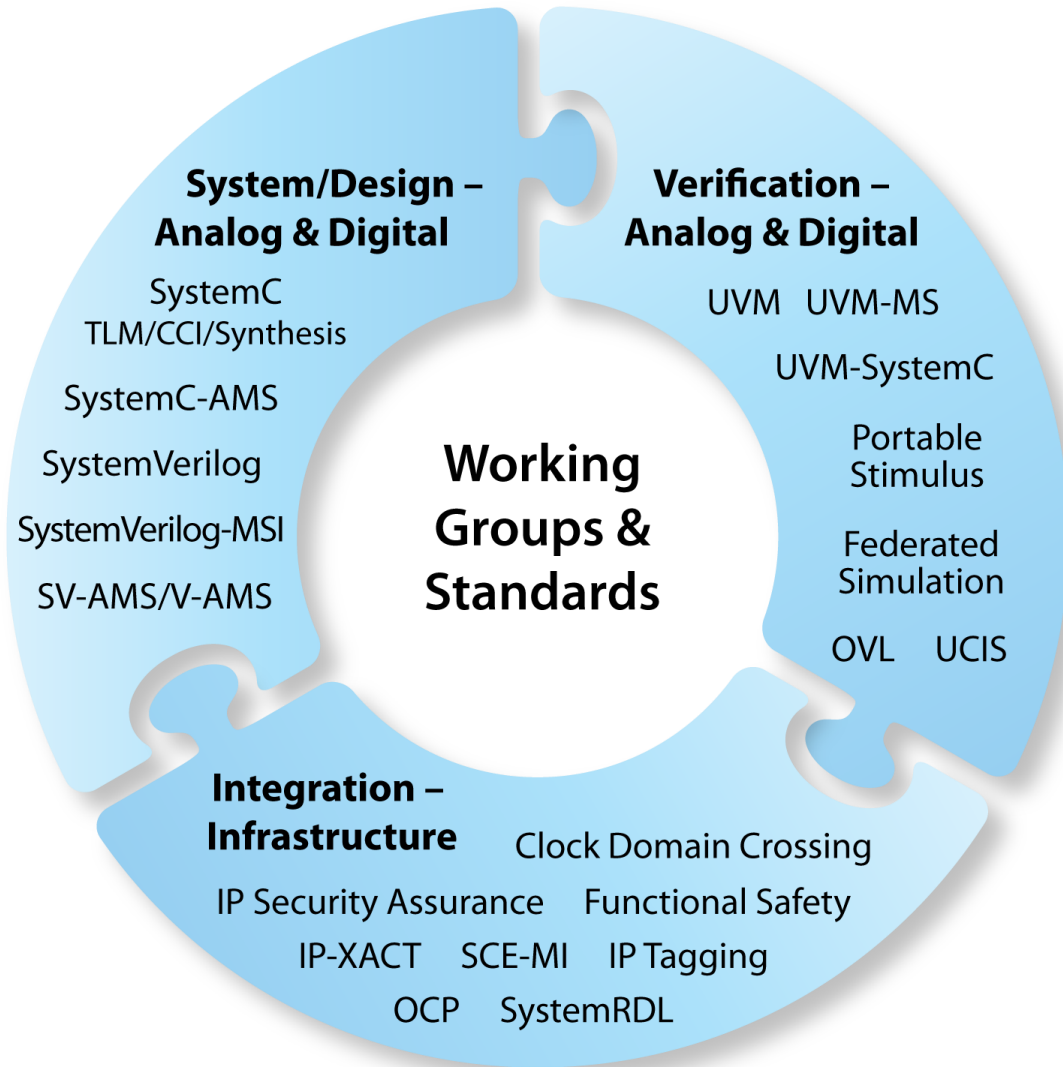 System/Design –
Analog & Digital
SystemC
TLM/CCI/Synthesis
SystemC-AMS
SystemVerilog
SystemVerilog-MSI
SV-AMS/V-AMS
Verification –
Analog & Digital
UVM UVM-MS
UVM-SystemC
Portable
Stimulus
Federated
Simulation
OVL UCIS
Working
Groups &
Standards
Integration –
Infrastructure
Clock Domain Crossing
IP Security Assurance Functional Safety
IP-XACT SCE-MI IP Tagging
OCP SystemRDL